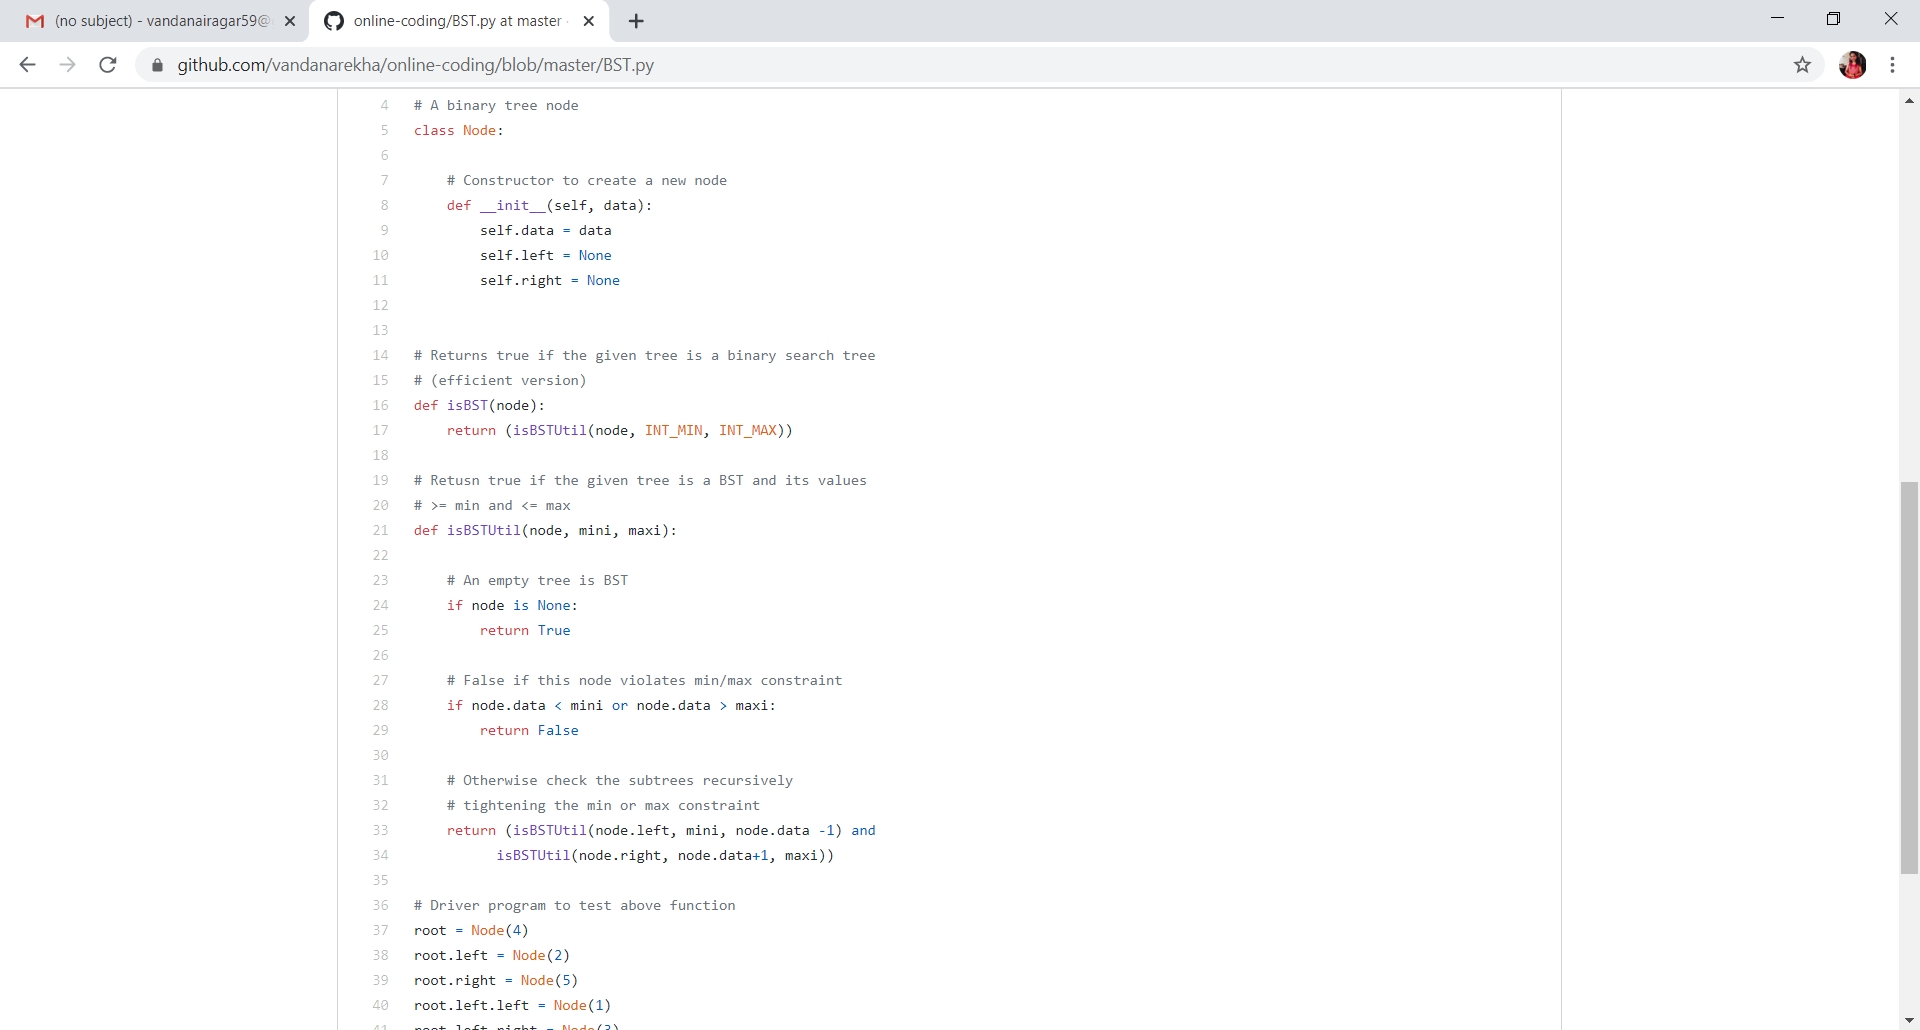 (no subject) - vandanairagar59@
online-coding/BST.py at master
github.com/vandanarekha/online-coding/blob/master/BST.py
4 # A binary tree node
5 class Node:
6
7 # Constructor to create a new node
8 def __init__(self, data):
9 self.data = data
10 self.left = None
11 self.right = None
12
13
14 # Returns true if the given tree is a binary search tree
15 # (efficient version)
16 def isBST(node):
17 return (isBSTUtil(node, INT_MIN, INT_MAX))
18
19 # Retusn true if the given tree is a BST and its values
20 # >= min and <= max
21 def isBSTUtil(node, mini, maxi):
22
23 # An empty tree is BST
24 if node is None:
25 return True
26
27 # False if this node violates min/max constraint
28 if node.data < mini or node.data > maxi:
29 return False
30
31 # Otherwise check the subtrees recursively
32 # tightening the min or max constraint
33 return (isBSTUtil(node.left, mini, node.data -1) and
34 isBSTUtil(node.right, node.data+1, maxi))
35
36 # Driver program to test above function
37 root = Node(4)
38 root.left = Node(2)
39 root.right = Node(5)
40 root.left.left = Node(1)
41 root.left.right = Node(3)